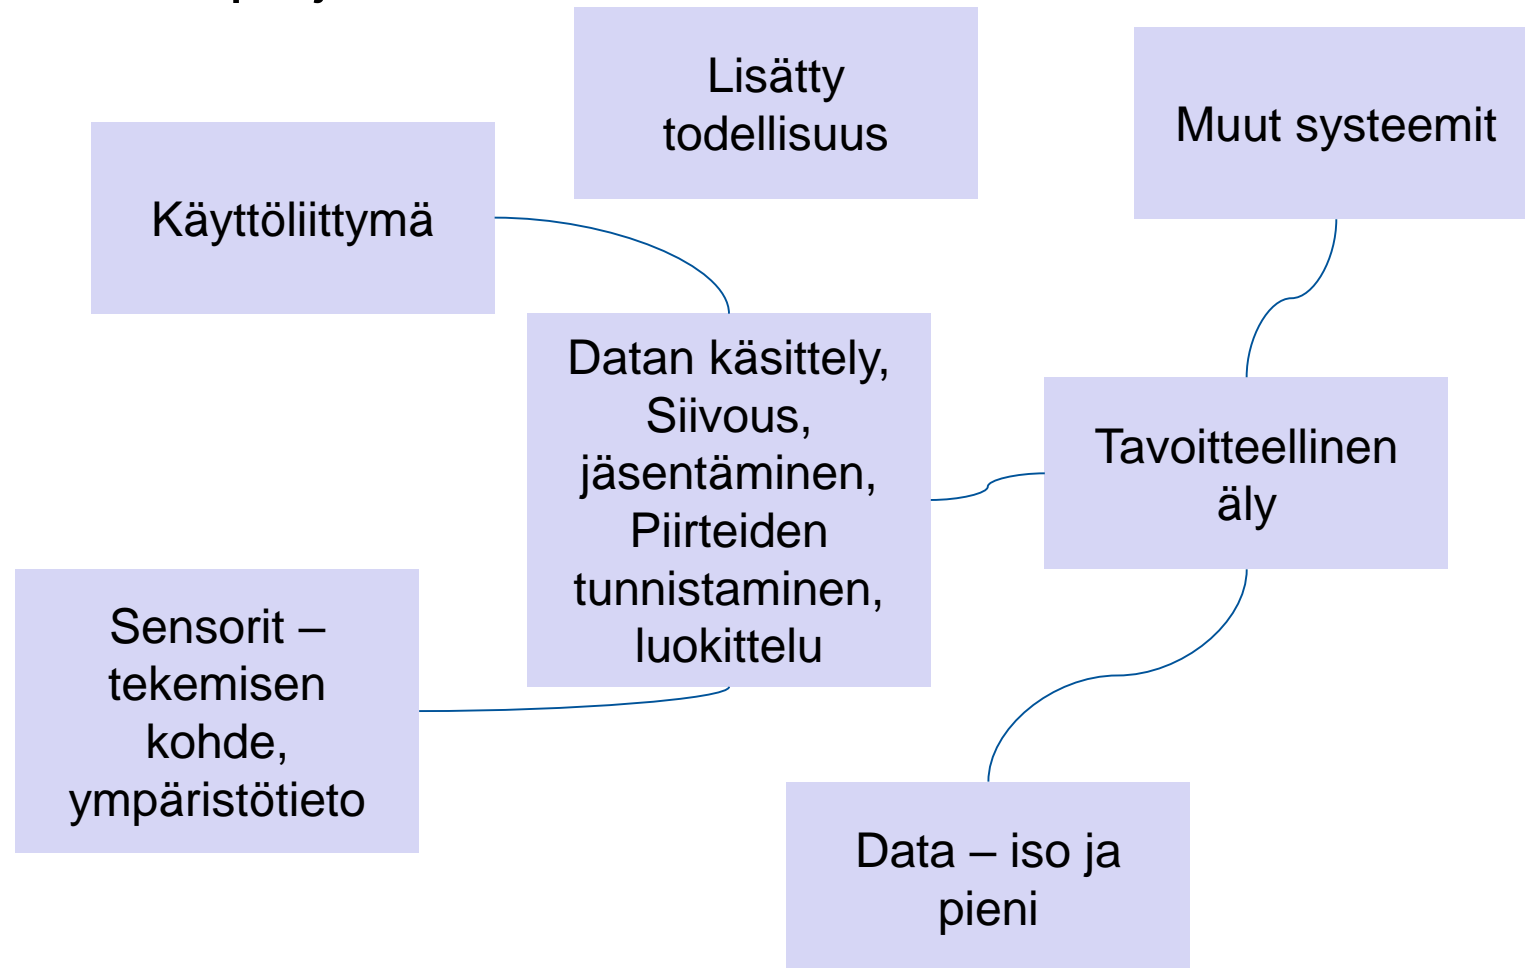 Lisätty
todellisuus
Muut systeemit
Käyttöliittymä
Datan käsittely,
Siivous,
jäsentäminen,
Piirteiden
tunnistaminen,
luokittelu
Tavoitteellinen
äly
Sensorit –
tekemisen
kohde,
ympäristötieto
Data – iso ja
pieni